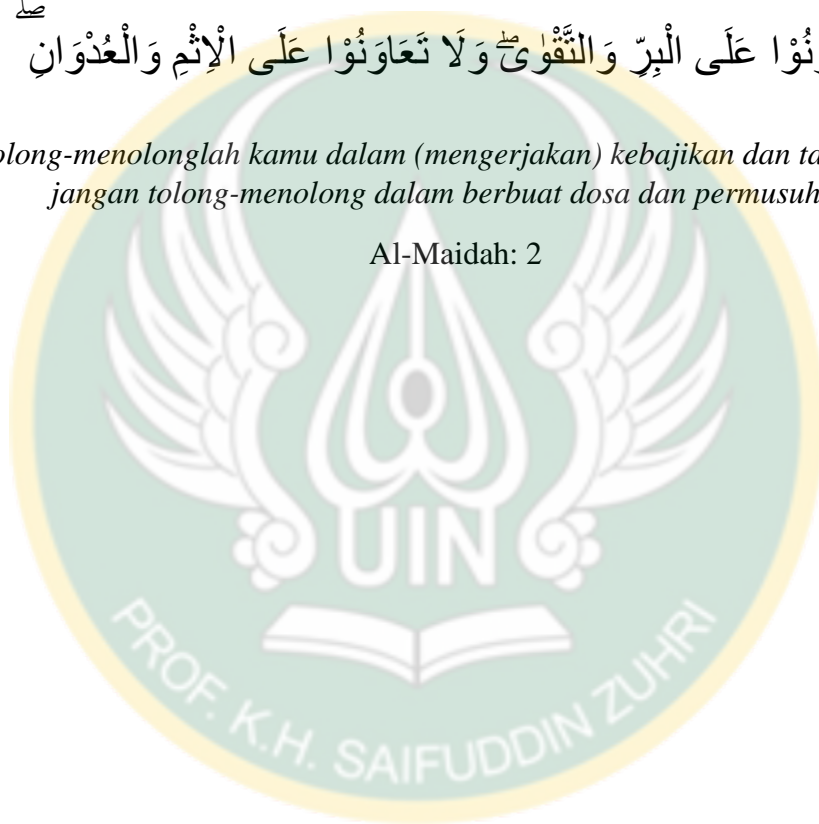 نُوْا عَلَى الْبِرِّ وَالتَّقْوٰىۖ وَلَا تَعَاوَنُوْا عَلَى الْاِثْمِ وَالْعُدْوَانِۖ
olong-menolonglah kamu dalam (mengerjakan) kebajikan dan ta
jangan tolong-menolong dalam berbuat dosa dan permusuh
Al-Maidah: 2
UIN
PROF. K.H. SAIFUDDIN ZUHRI